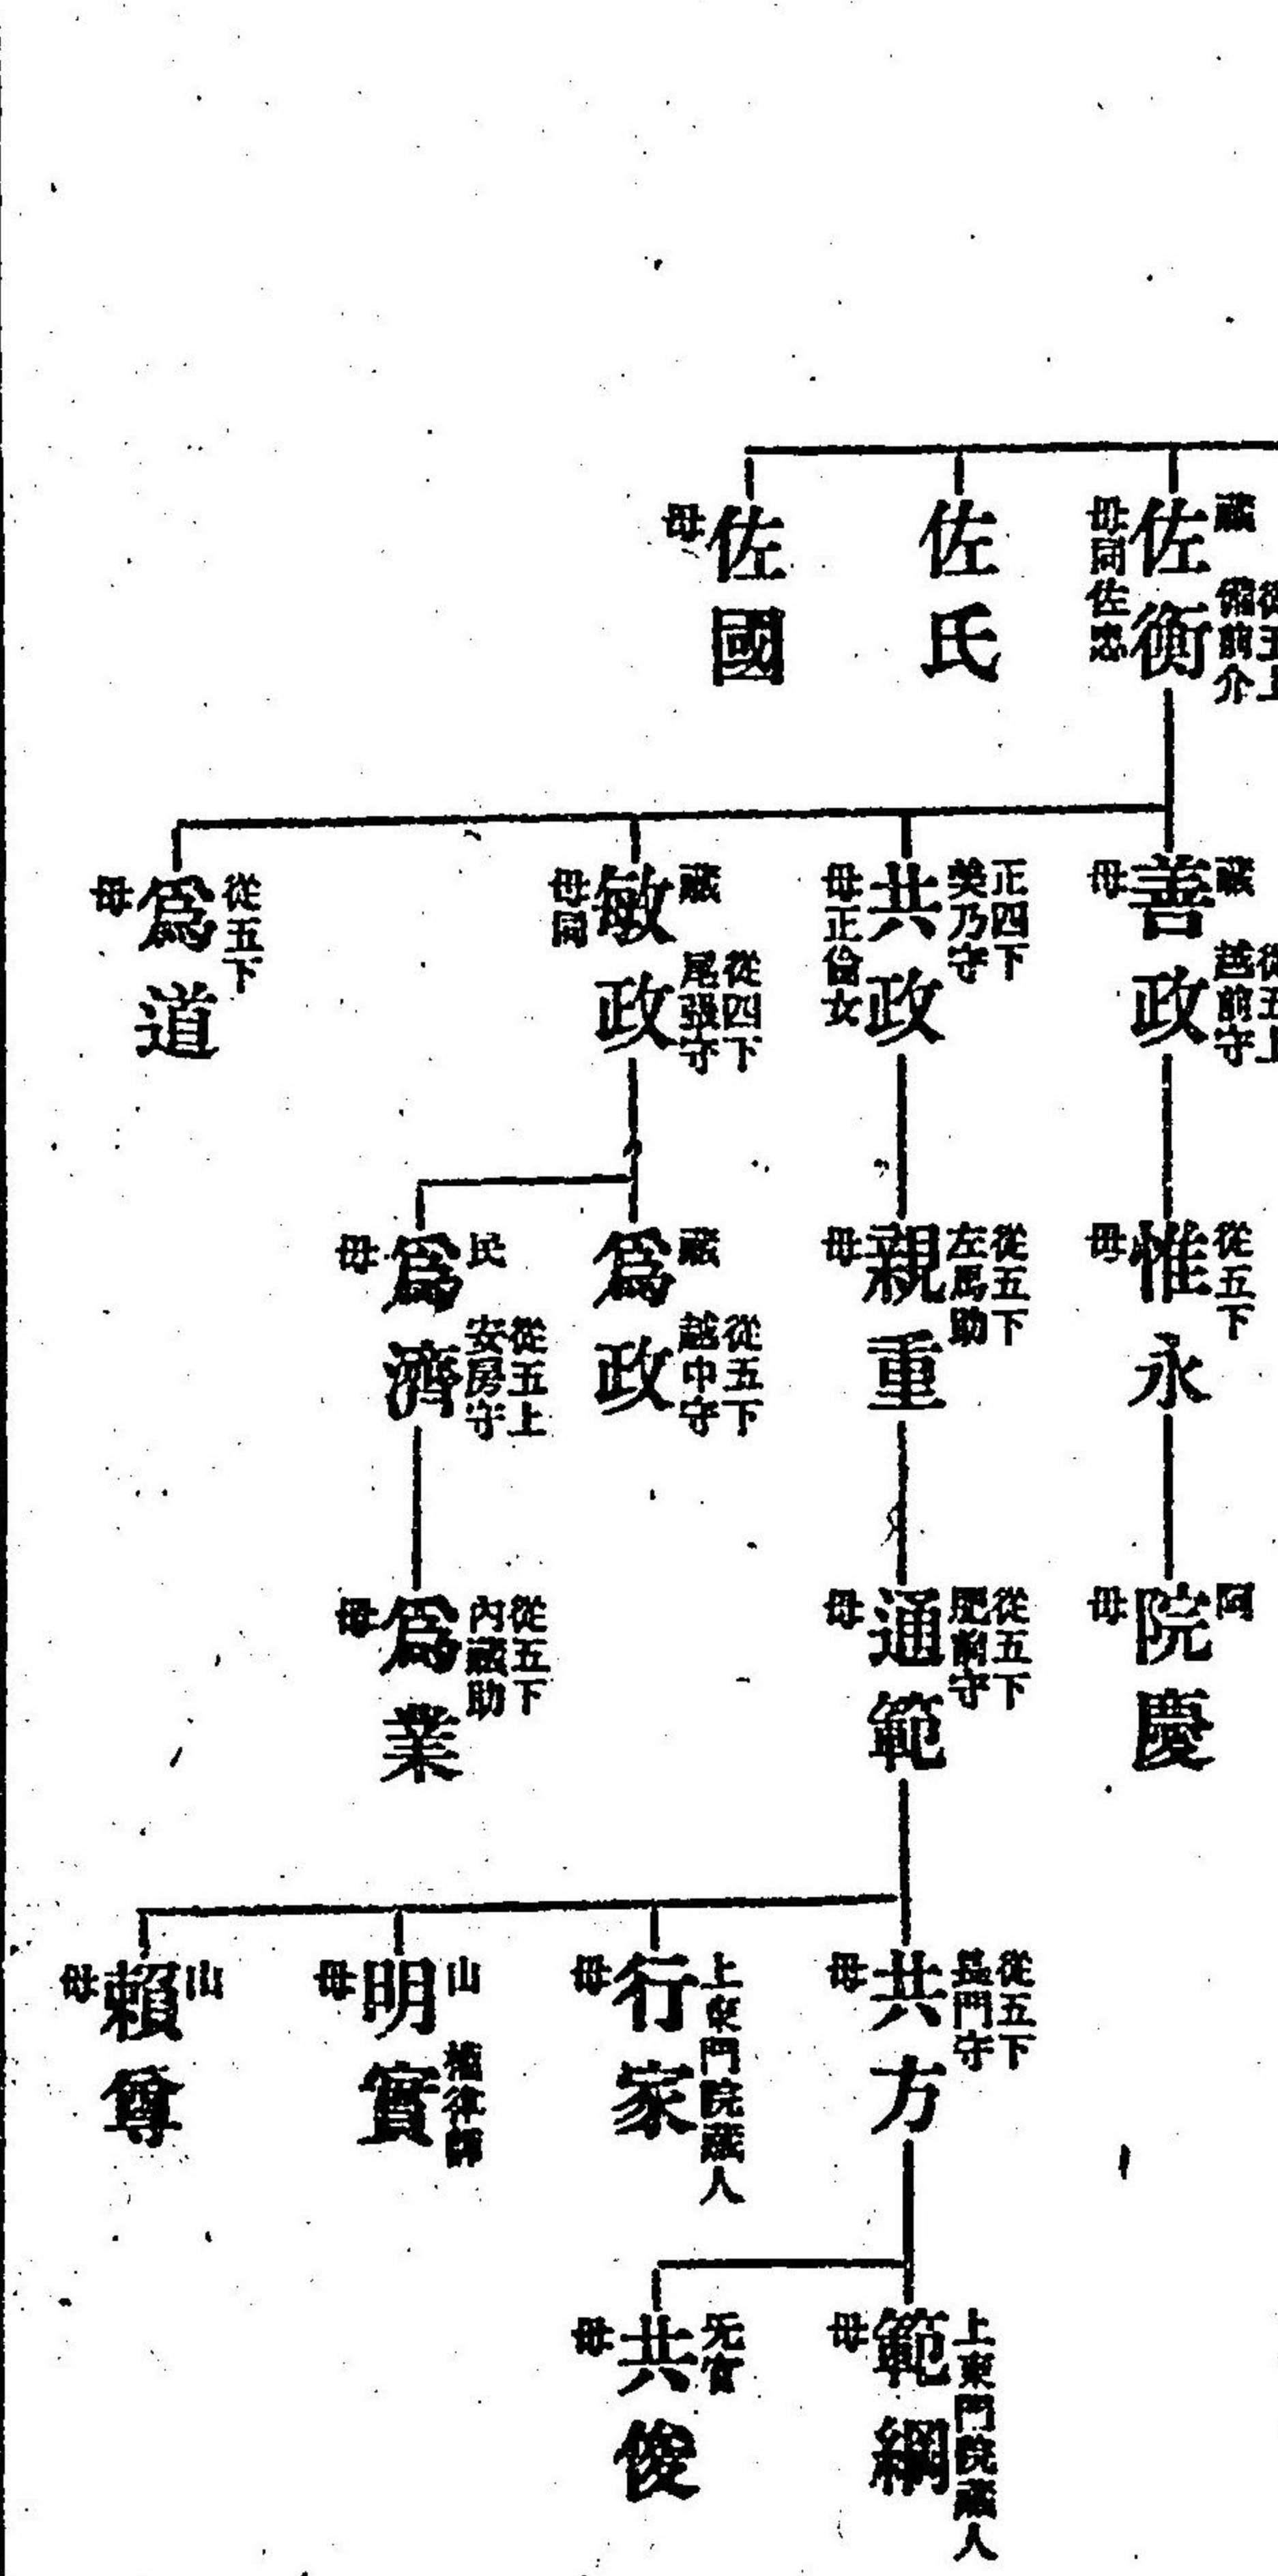 藏
從五上
備前介
佐衡
母同佐忠
佐氏
佐國
母
藏
從五上
越前守
善政
母
正四下
美乃守
共政
母正倫女
藏
從四下
尾張守
敏政
母同
從五下
爲道
母
從五下
惟永
母
從五下
左馬助
親重
母
藏
從五下
越中守
爲政
民
從五上
安房守
爲濟
母
阿
院慶
母
從五下
肥前守
通範
母
從五下
內藏助
爲業
母
從五下
長門守
共方
母
上東門院藏人
行家
母
山
權律師
明實
母
山
賴尊
母
上東門院藏人
範綱
母
无官
共俊
母